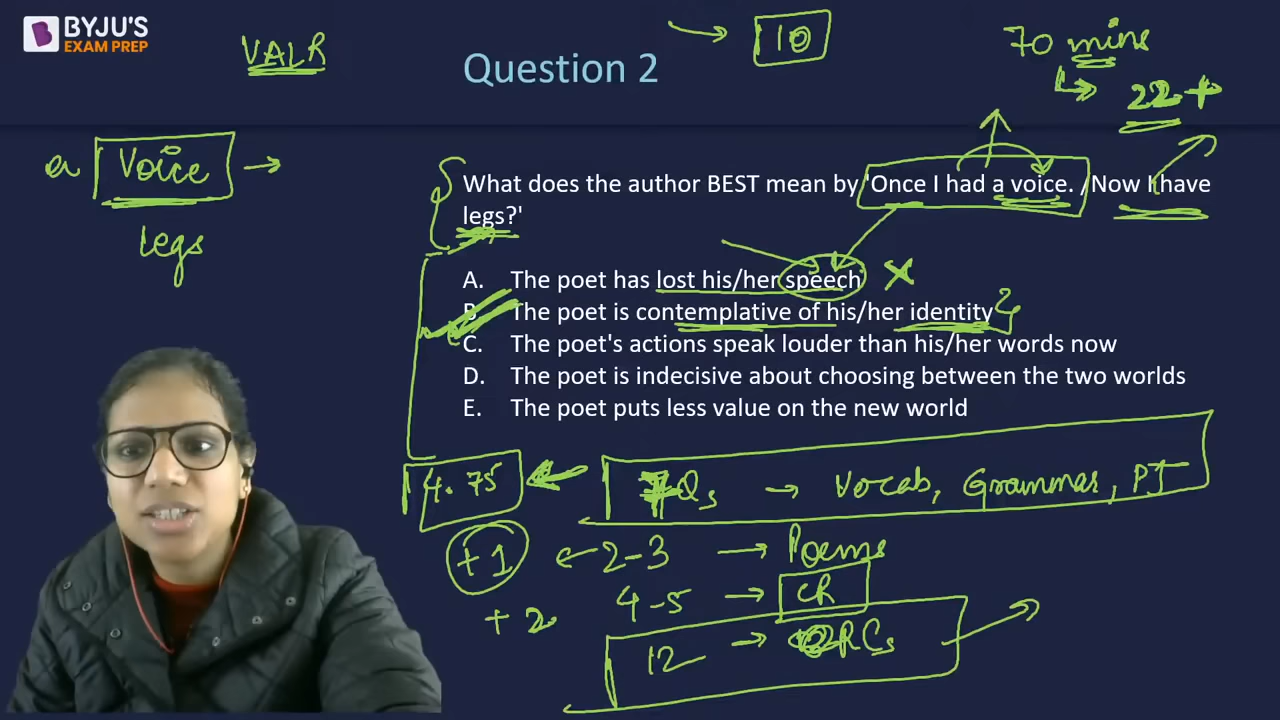 BYJU'S
EXAM PREP
VALR
Question 2
10
70 mins
22+
a Voice
legs
What does the author BEST mean by 'Once I had a voice. /Now I have
legs?'
A. The poet has lost his/her speech
B. The poet is contemplative of his/her identity
C. The poet's actions speak louder than his/her words now
D. The poet is indecisive about choosing between the two worlds
E. The poet puts less value on the new world
4.75 7Qs → Vocab, Grammar, PJ
+1 ← 2-3 → Poems
+2 4-5 → CR
12 → RCs